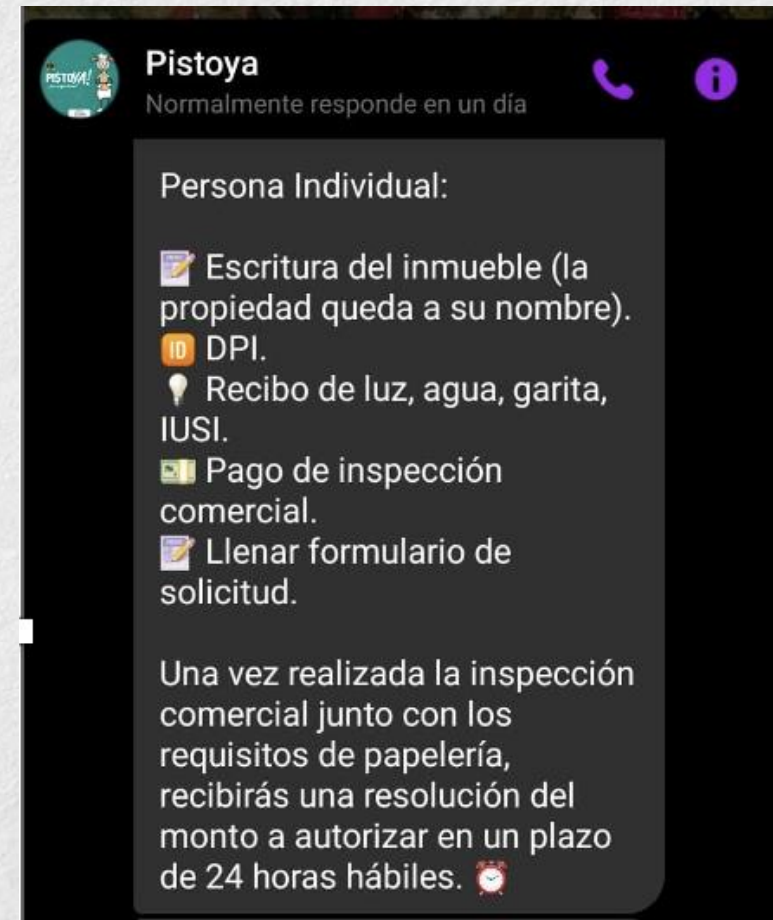 PISTOYA!
Pistoya
Normalmente responde en un día
Persona Individual:
📝 Escritura del inmueble (la
propiedad queda a su nombre).
🆔 DPI.
💡 Recibo de luz, agua, garita,
IUSI.
💵 Pago de inspección
comercial.
📝 Llenar formulario de
solicitud.
Una vez realizada la inspección
comercial junto con los
requisitos de papelería,
recibirás una resolución del
monto a autorizar en un plazo
de 24 horas hábiles. ⏰